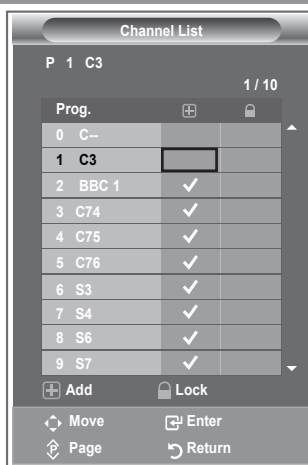 Channel List
P 1 C3
1 / 10
Prog.
0 C--
1 C3
2 BBC 1
3 C74
4 C75
5 C76
6 S3
7 S4
8 S6
9 S7
Add Lock
Move Enter
P Page Return